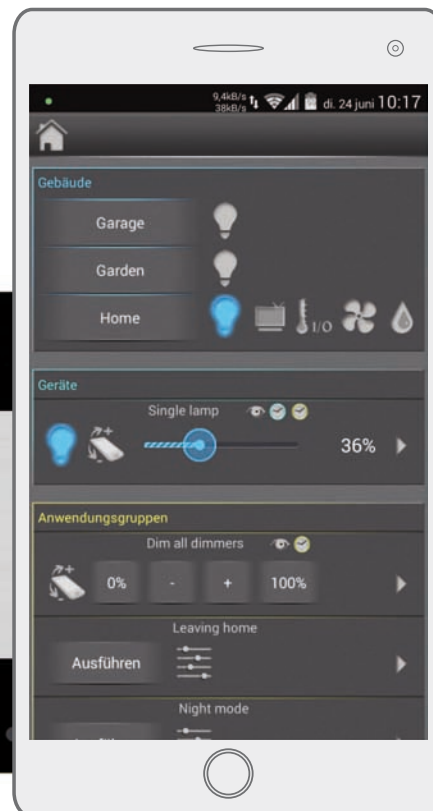 9,4kB/s
38kB/s
di. 24 juni 10:17
Gebäude
Garage
Garden
Home
I/O
Geräte
Single lamp
36%
Anwendungsgruppen
Dim all dimmers
0% - + 100%
Leaving home
Ausführen
Night mode